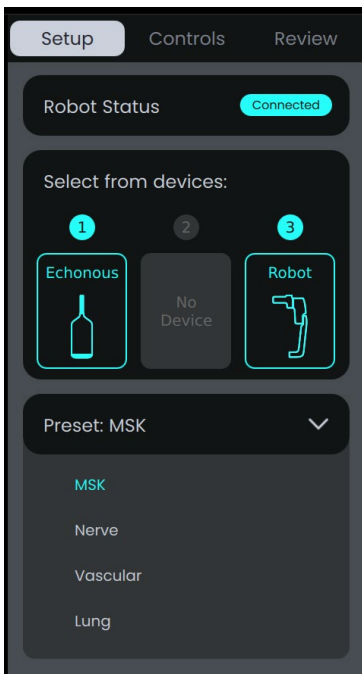 Setup Controls Review
Robot Status Connected
Select from devices:
1 2 3
Echonous No Device Robot
Preset: MSK
MSK
Nerve
Vascular
Lung